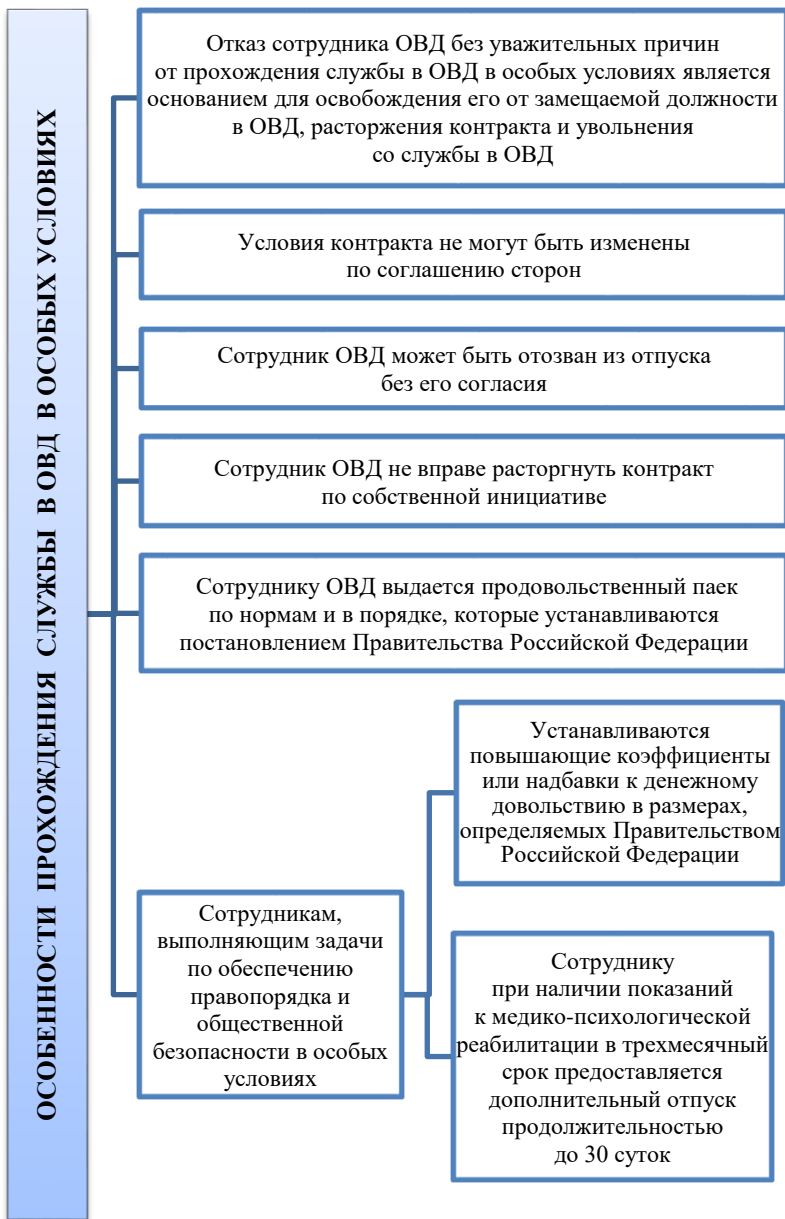 ОСОБЕННОСТИ ПРОХОЖДЕНИЯ СЛУЖБЫ В ОВД В ОСОБЫХ УСЛОВИЯХ
Отказ сотрудника ОВД без уважительных причин
от прохождения службы в ОВД в особых условиях является
основанием для освобождения его от замещаемой должности
в ОВД, расторжения контракта и увольнения
со службы в ОВД
Условия контракта не могут быть изменены
по соглашению сторон
Сотрудник ОВД может быть отозван из отпуска
без его согласия
Сотрудник ОВД не вправе расторгнуть контракт
по собственной инициативе
Сотруднику ОВД выдается продовольственный паек
по нормам и в порядке, которые устанавливаются
постановлением Правительства Российской Федерации
Сотрудникам,
выполняющим задачи
по обеспечению
правопорядка и
общественной
безопасности в особых
условиях
Устанавливаются
повышающие коэффициенты
или надбавки к денежному
довольствию в размерах,
определяемых Правительством
Российской Федерации
Сотруднику
при наличии показаний
к медико-психологической
реабилитации в трехмесячный
срок предоставляется
дополнительный отпуск
продолжительностью
до 30 суток